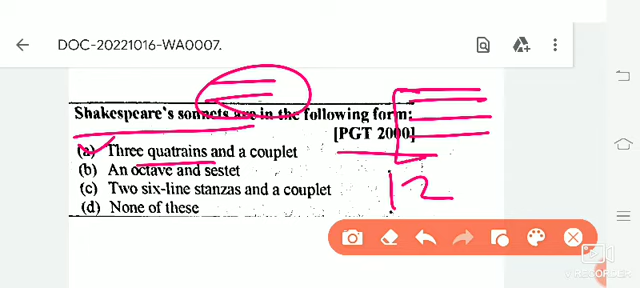 DOC-20221016-WA0007.
Shakespeare's sonnets are in the following form:
[PGT 2000]
(a) Three quatrains and a couplet
(b) An octave and sestet
(c) Two six-line stanzas and a couplet
(d) None of these
12
RECORDER